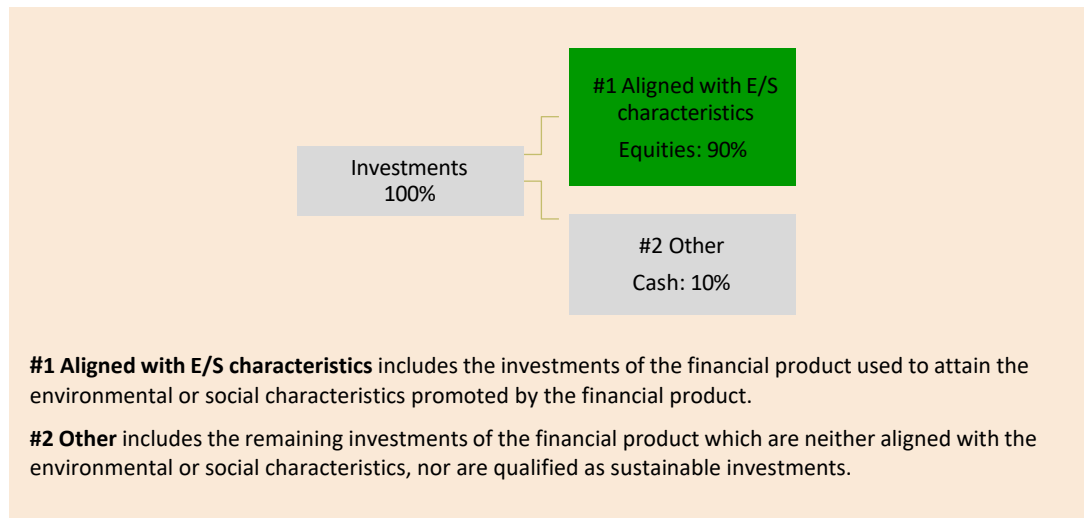 #1 Aligned with E/S
characteristics
Equities: 90%
Investments
100%
#2 Other
Cash: 10%
#1 Aligned with E/S characteristics includes the investments of the financial product used to attain the
environmental or social characteristics promoted by the financial product.
#2 Other includes the remaining investments of the financial product which are neither aligned with the
environmental or social characteristics, nor are qualified as sustainable investments.